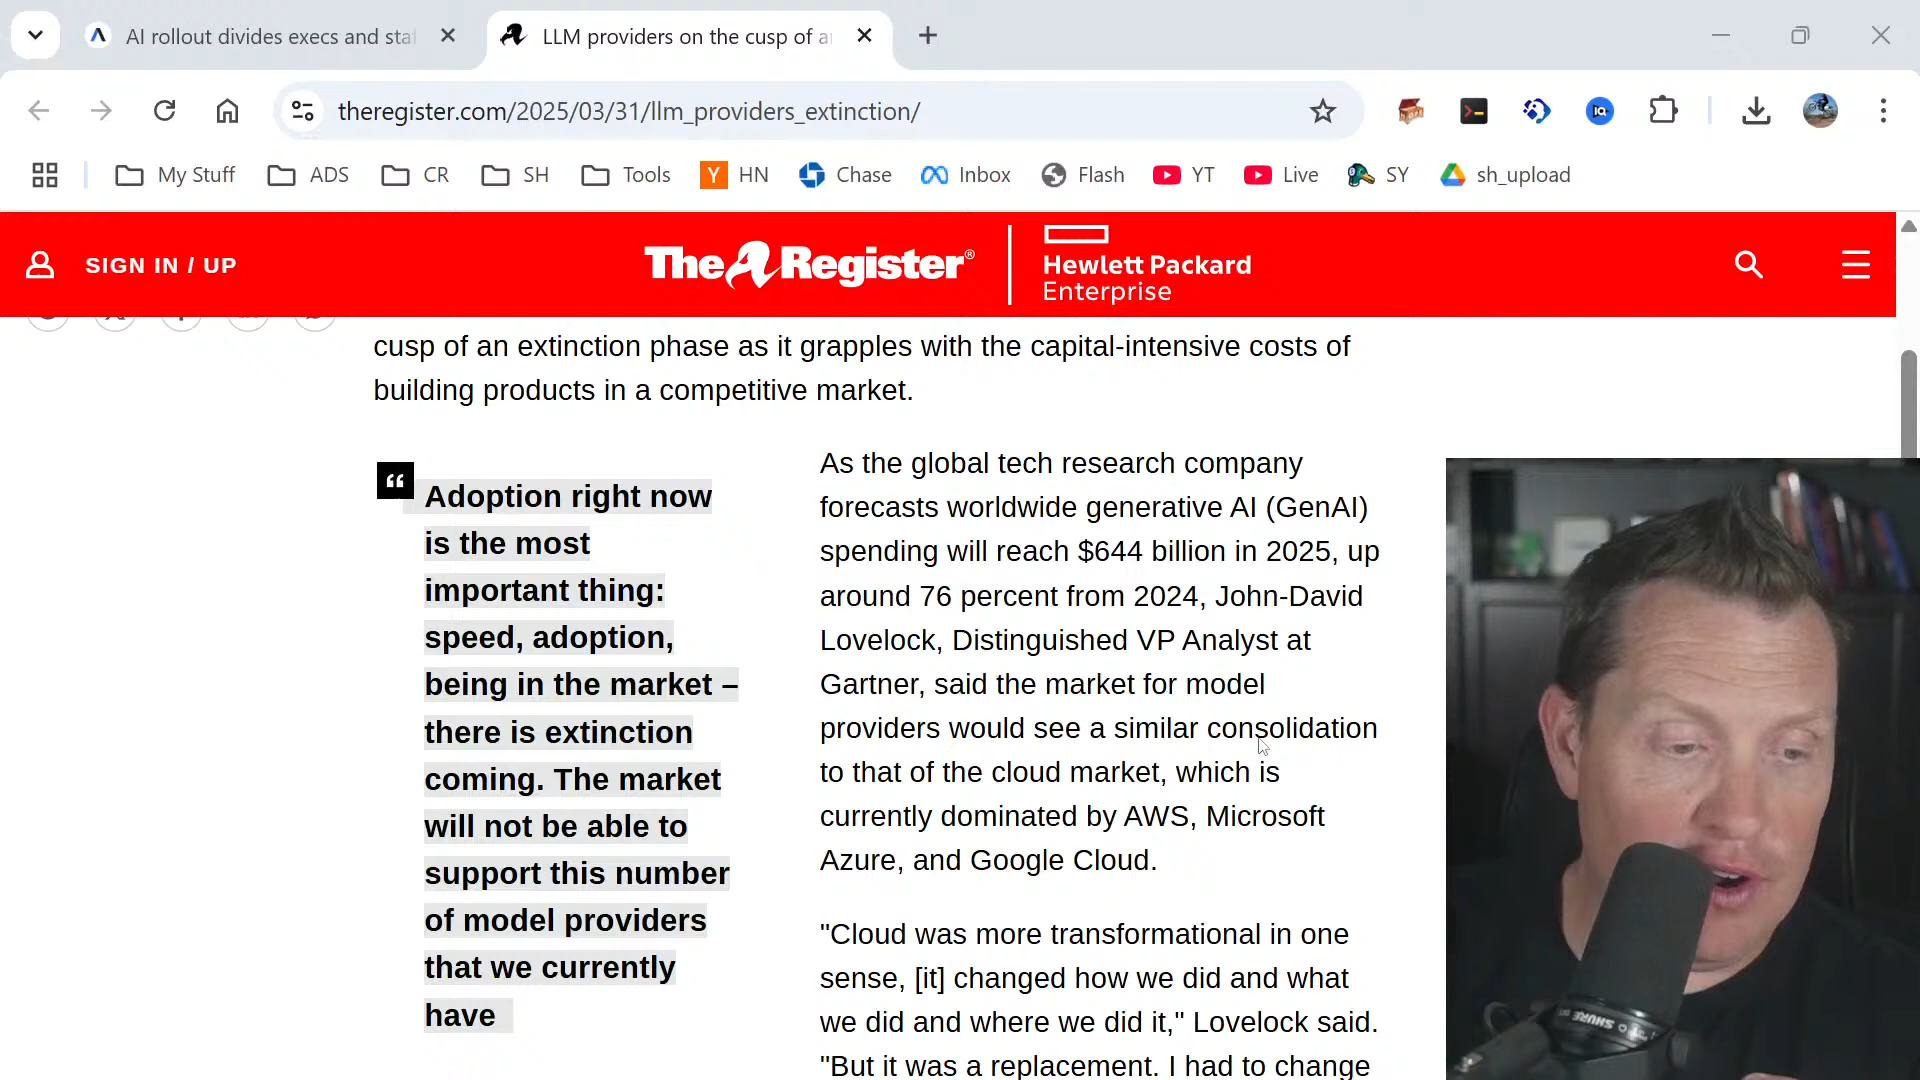 AI rollout divides execs and sta
LLM providers on the cusp of a
theregister.com/2025/03/31/llm_providers_extinction/
My Stuff
ADS
CR
SH
Tools
HN
Chase
Inbox
Flash
YT
Live
SY
sh_upload
SIGN IN / UP
The Register®
Hewlett Packard
Enterprise
cusp of an extinction phase as it grapples with the capital-intensive costs of
building products in a competitive market.
“ Adoption right now
is the most
important thing:
speed, adoption,
being in the market –
there is extinction
coming. The market
will not be able to
support this number
of model providers
that we currently
have
As the global tech research company
forecasts worldwide generative AI (GenAI)
spending will reach $644 billion in 2025, up
around 76 percent from 2024, John-David
Lovelock, Distinguished VP Analyst at
Gartner, said the market for model
providers would see a similar consolidation
to that of the cloud market, which is
currently dominated by AWS, Microsoft
Azure, and Google Cloud.
"Cloud was more transformational in one
sense, [it] changed how we did and what
we did and where we did it," Lovelock said.
"But it was a replacement. I had to change
SHURE